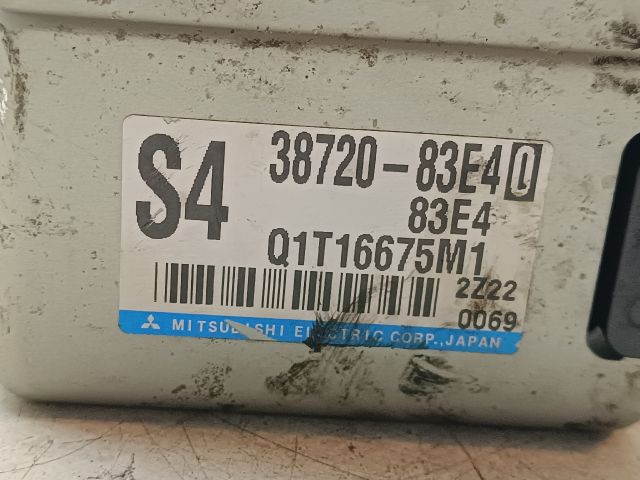 S4
38720-83E40
83E4
Q1T16675M1
2Z22
0069
MITSUBISHI ELECTRIC CORP., JAPAN